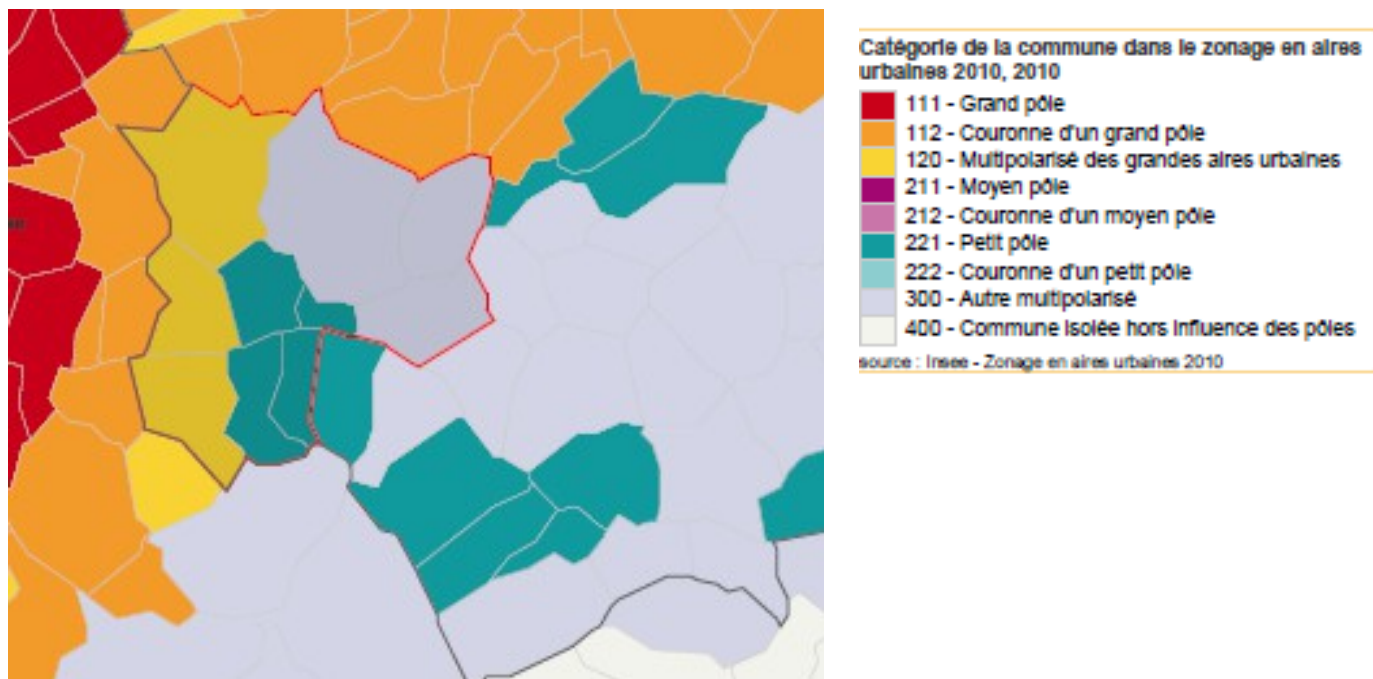 Catégorie de la commune dans le zonage en aires
urbaines 2010, 2010
111 - Grand pôle
112 - Couronne d'un grand pôle
120 - Multipolarisé des grandes aires urbaines
211 - Moyen pôle
212 - Couronne d'un moyen pôle
221 - Petit pôle
222 - Couronne d'un petit pôle
300 - Autre multipolarisé
400 - Commune isolée hors influence des pôles
source : Insee - Zonage en aires urbaines 2010